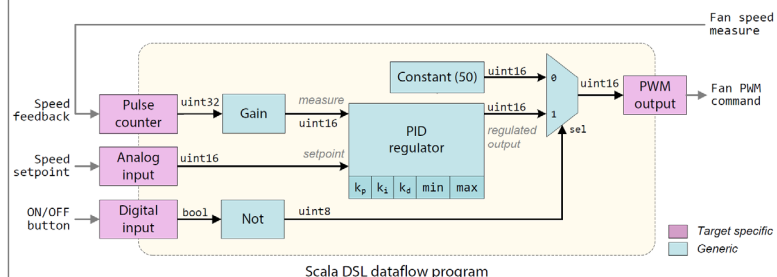 Fan speed
measure
Constant (50)
uint16
0
uint16
PWM
output
Fan PWM
command
Speed
feedback
Pulse
counter
uint32
Gain
measure
uint16
PID
regulator
uint16
1
regulated
output
sel
Speed
setpoint
Analog
input
uint16
setpoint
kp ki kd min max
ON/OFF
button
Digital
input
bool
Not
uint8
Target specific
Generic
Scala DSL dataflow program